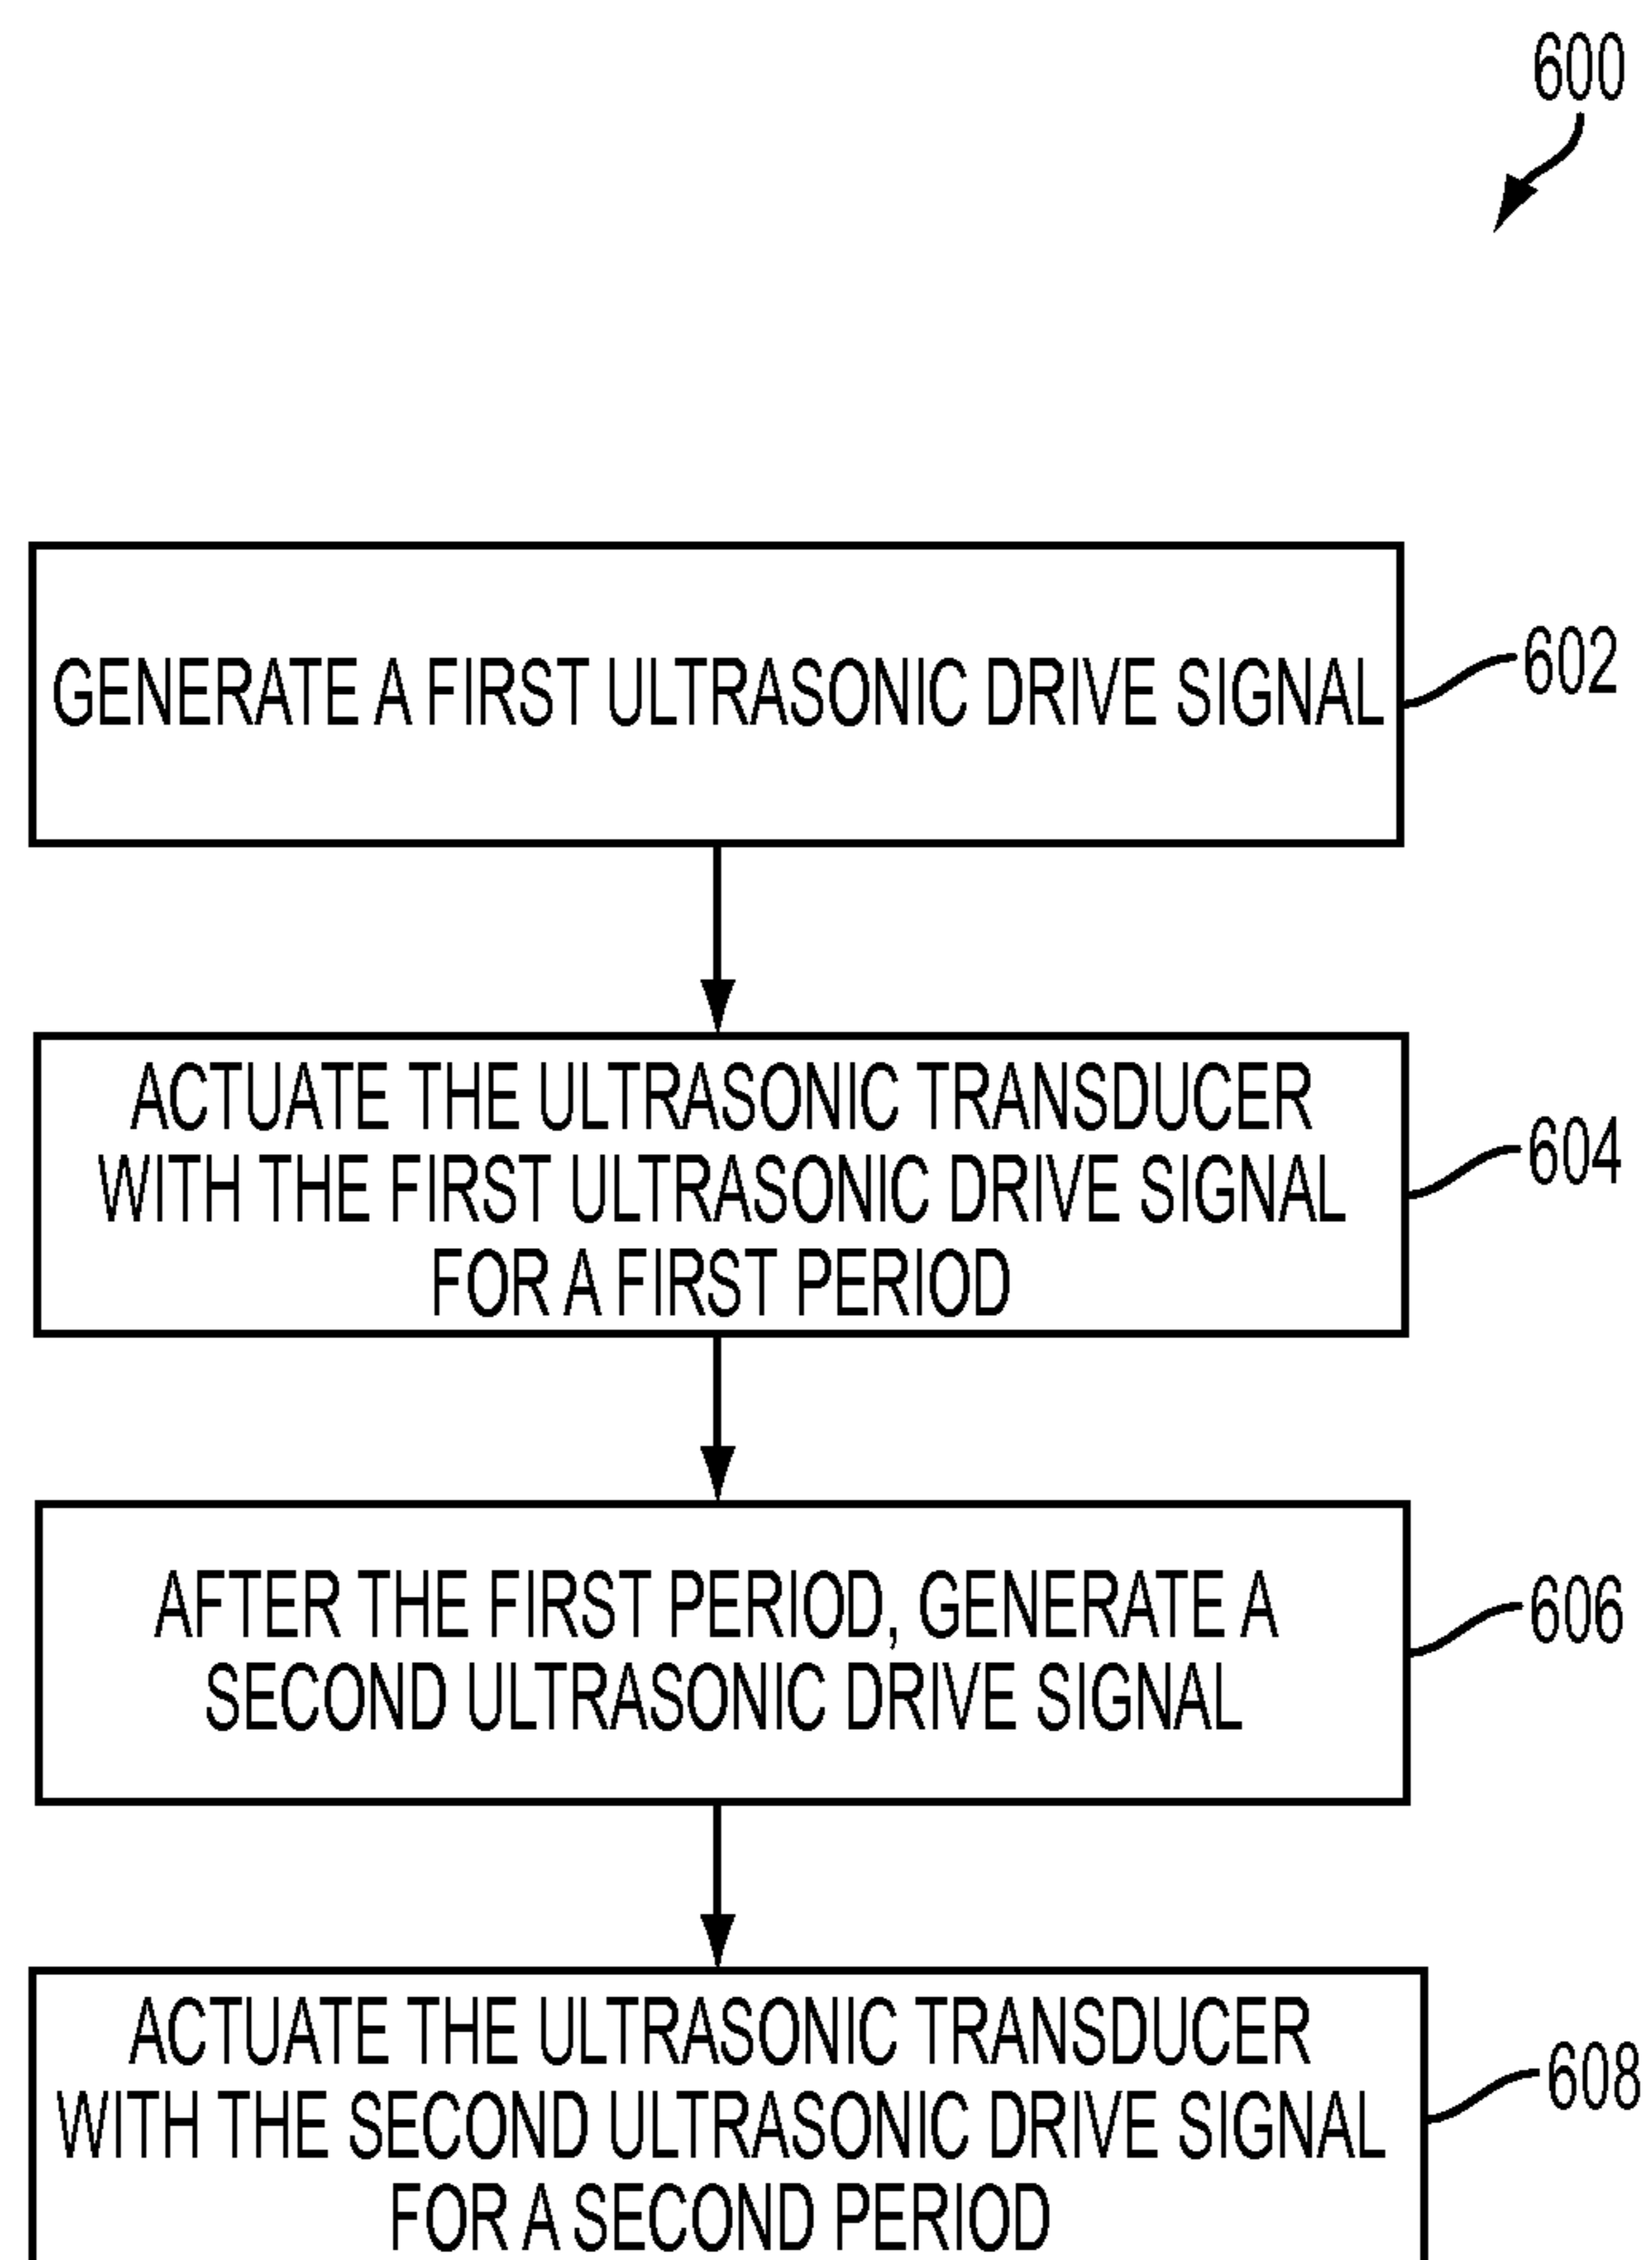 600
GENERATE A FIRST ULTRASONIC DRIVE SIGNAL
602
ACTUATE THE ULTRASONIC TRANSDUCER
WITH THE FIRST ULTRASONIC DRIVE SIGNAL
FOR A FIRST PERIOD
604
AFTER THE FIRST PERIOD, GENERATE A
SECOND ULTRASONIC DRIVE SIGNAL
606
ACTUATE THE ULTRASONIC TRANSDUCER
WITH THE SECOND ULTRASONIC DRIVE SIGNAL
FOR A SECOND PERIOD
608